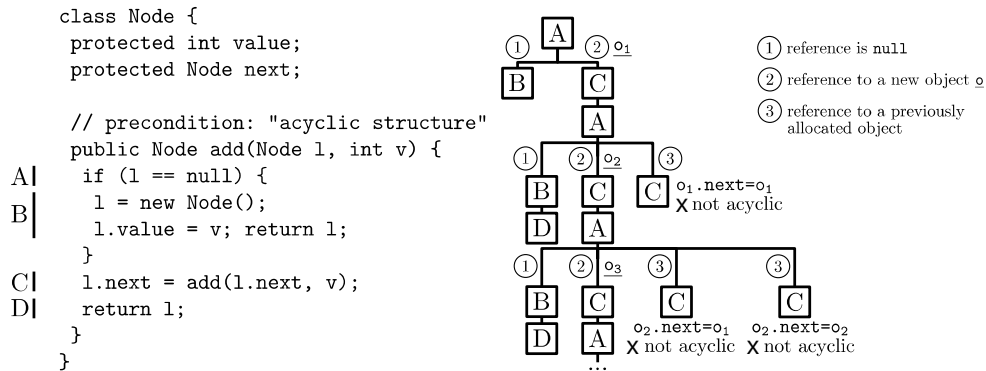 class Node {
protected int value;
protected Node next;
// precondition: "acyclic structure"
public Node add(Node l, int v) {
A
if (l == null) {
B
l = new Node();
l.value = v; return l;
}
C
l.next = add(l.next, v);
D
return l;
}
}
A
1
2 o1
B
C
A
1
2 o2
3
B
C
C
o1.next=o1
X not acyclic
D
A
1
2 o3
3
3
B
C
C
C
D
A
o2.next=o1
X not acyclic
o2.next=o2
X not acyclic
...
1 reference is null
2 reference to a new object o
3 reference to a previously
allocated object